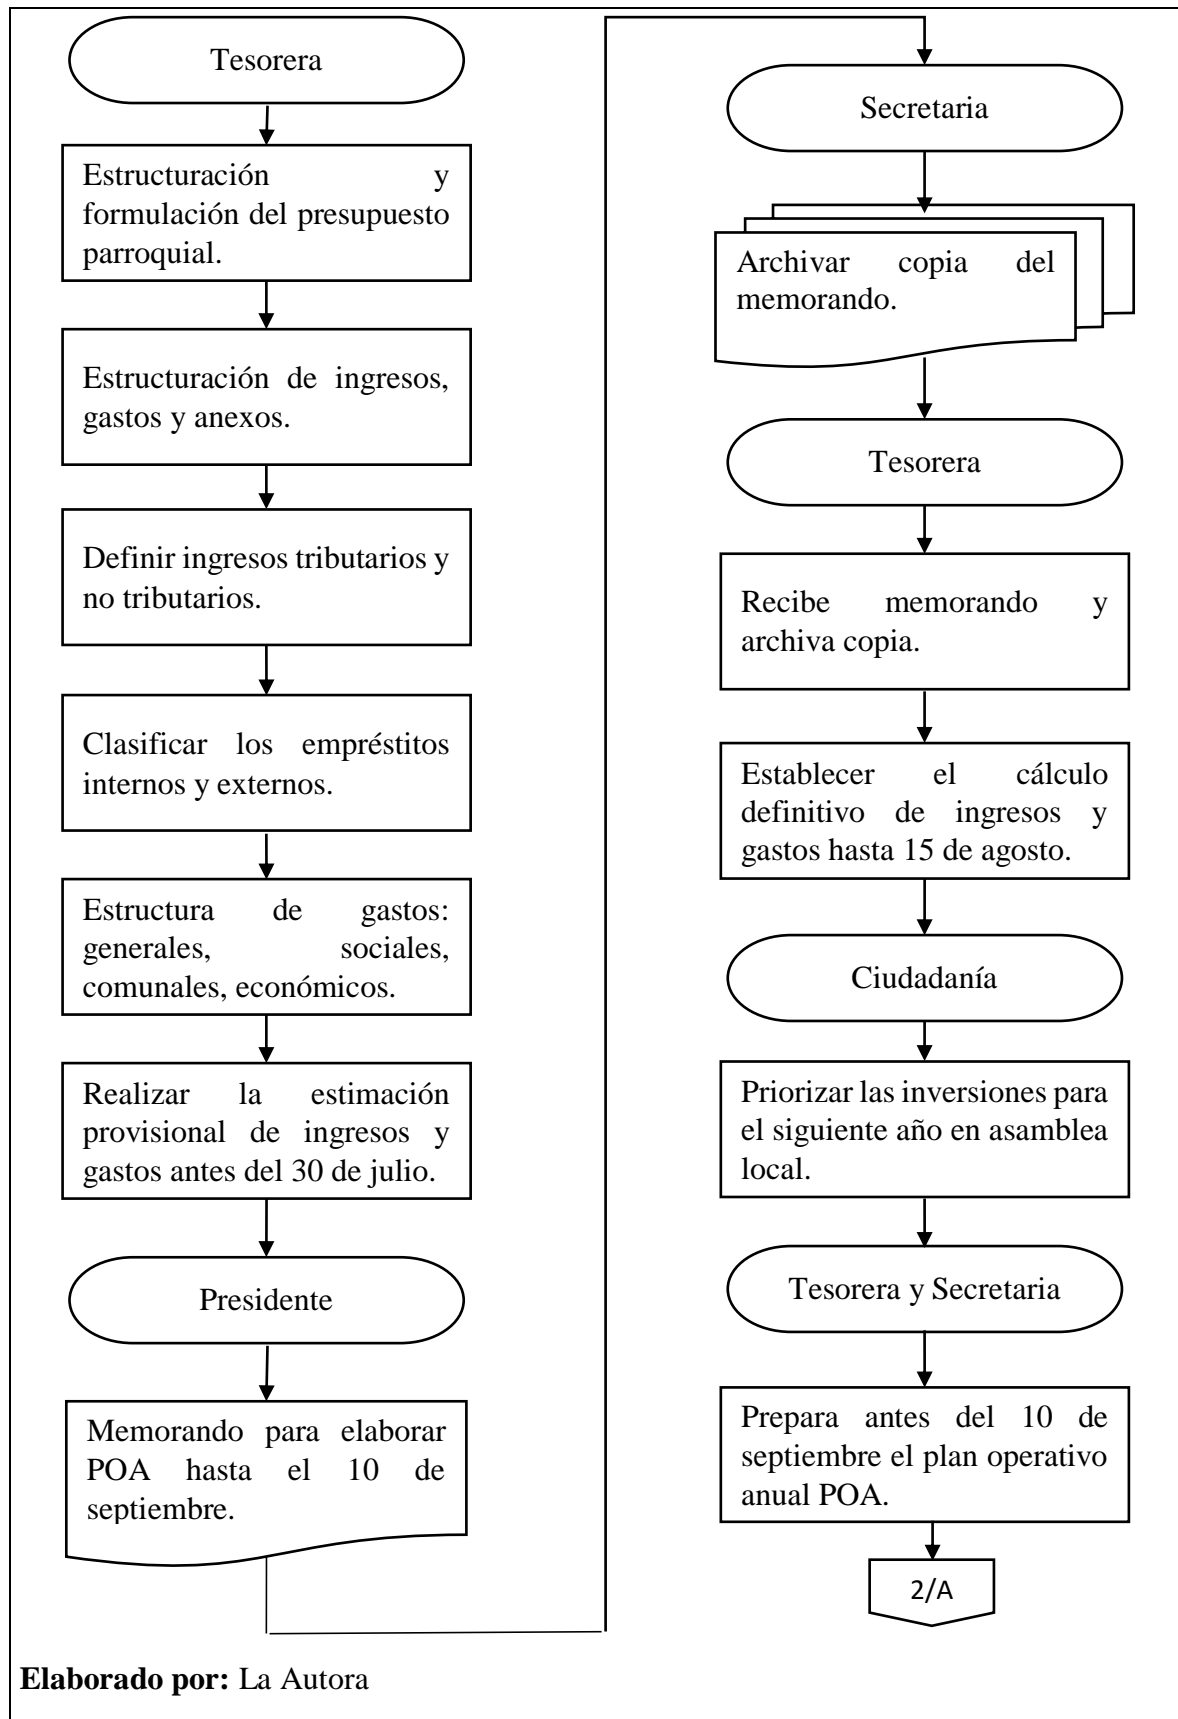 Tesorera
Estructuración y
formulación del presupuesto
parroquial.
Estructuración de ingresos,
gastos y anexos.
Definir ingresos tributarios y
no tributarios.
Clasificar los empréstitos
internos y externos.
Estructura de gastos:
generales, sociales,
comunales, económicos.
Realizar la estimación
provisional de ingresos y
gastos antes del 30 de julio.
Presidente
Memorando para elaborar
POA hasta el 10 de
septiembre.
Secretaria
Archivar copia del
memorando.
Tesorera
Recibe memorando y
archiva copia.
Establecer el cálculo
definitivo de ingresos y
gastos hasta 15 de agosto.
Ciudadanía
Priorizar las inversiones para
el siguiente año en asamblea
local.
Tesorera y Secretaria
Prepara antes del 10 de
septiembre el plan operativo
anual POA.
2/A
Elaborado por: La Autora